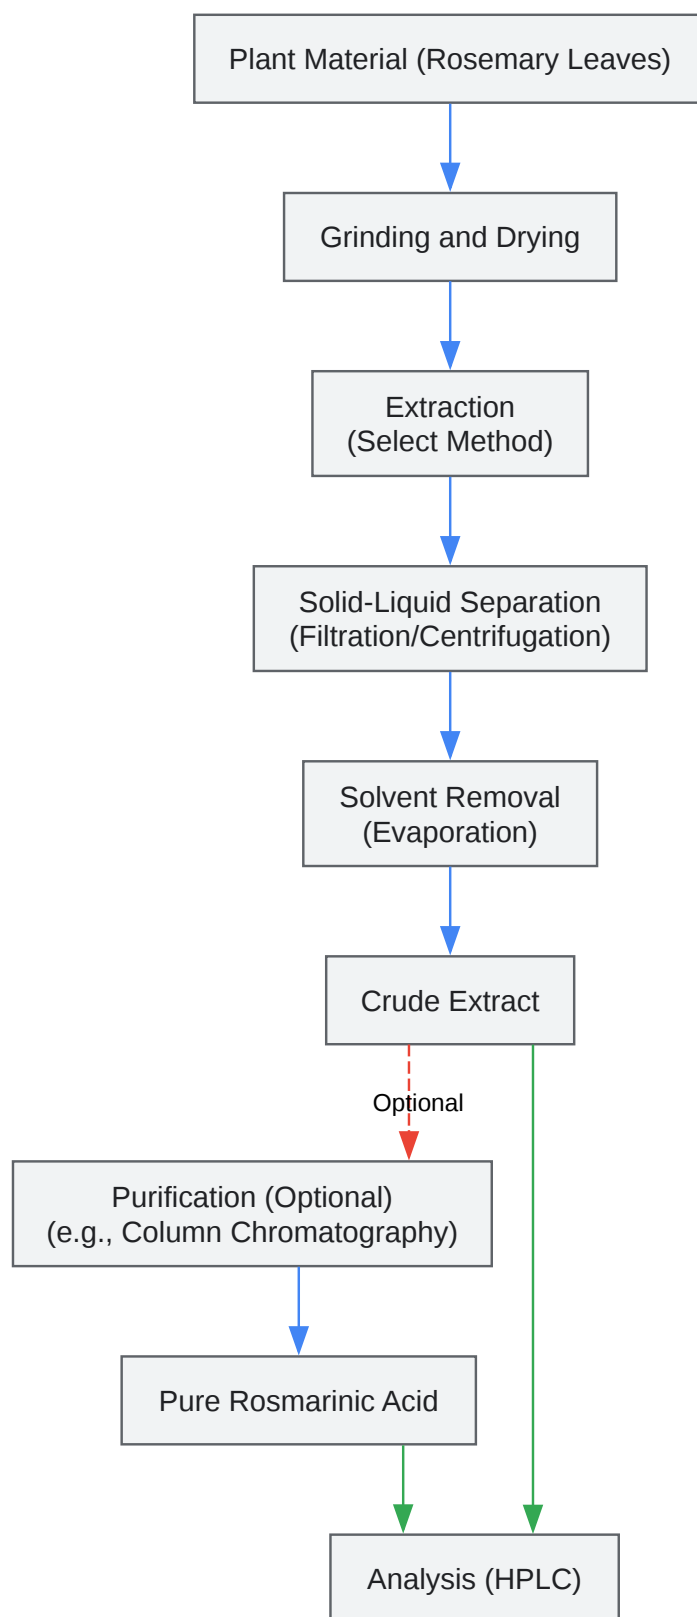 Plant Material (Rosemary Leaves)
Grinding and Drying
Extraction
(Select Method)
Solid-Liquid Separation
(Filtration/Centrifugation)
Solvent Removal
(Evaporation)
Crude Extract
Optional
Purification (Optional)
(e.g., Column Chromatography)
Pure Rosmarinic Acid
Analysis (HPLC)